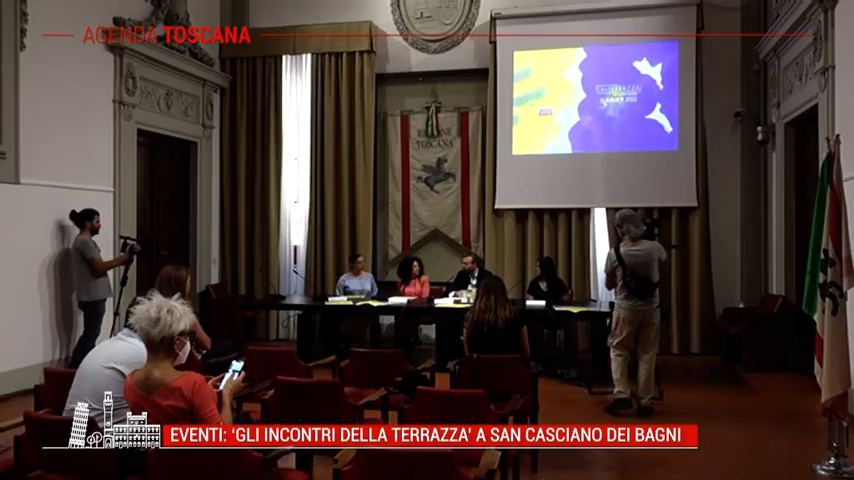 AGENDA TOSCANA
REGIONE
TOSCANA
EVENTI: 'GLI INCONTRI DELLA TERRAZZA' A SAN CASCIANO DEI BAGNI